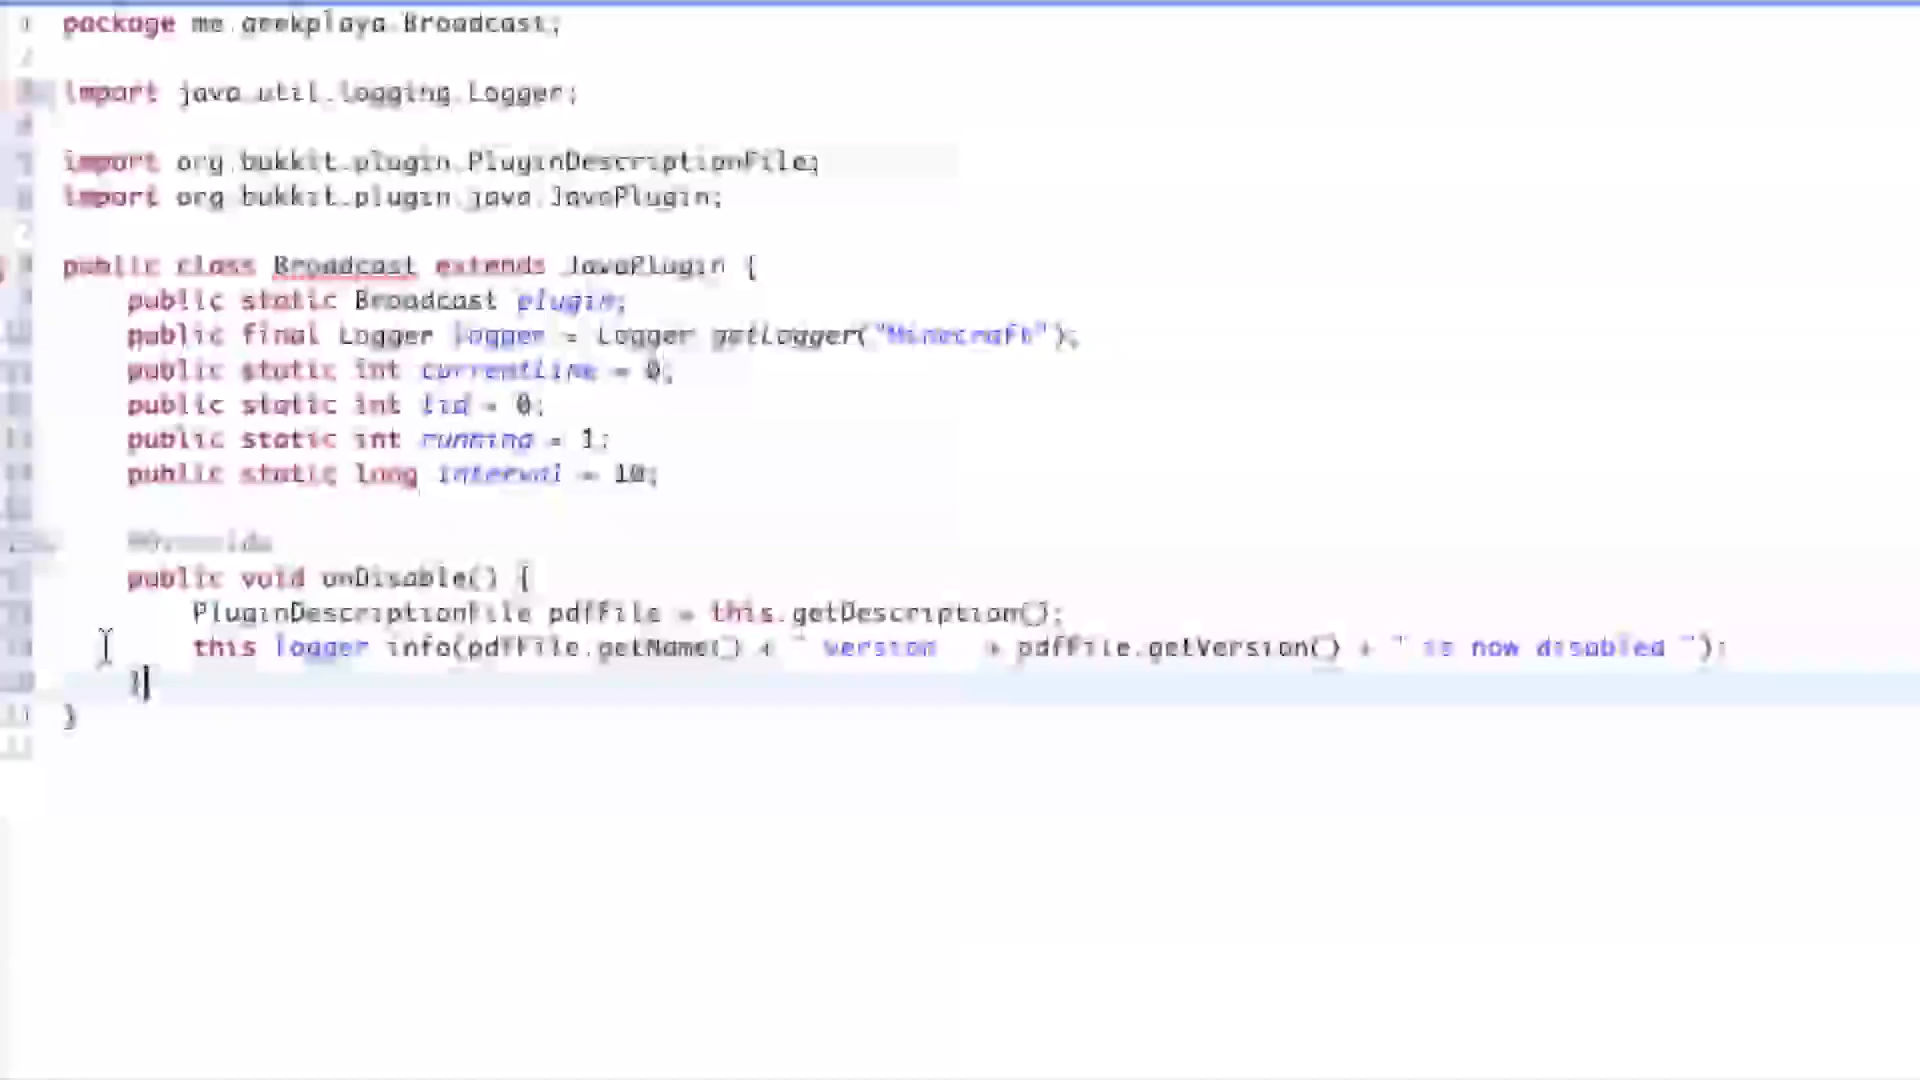 package me.geekplaya.Broadcast;
import java.util.logging.Logger;
import org.bukkit.plugin.PluginDescriptionFile;
import org.bukkit.plugin.java.JavaPlugin;
public class Broadcast extends JavaPlugin {
public static Broadcast plugin;
public final Logger logger = Logger.getLogger("Minecraft");
public static int currentLine = 0;
public static int tid = 0;
public static int running = 1;
public static long interval = 10;
@Override
public void onDisable() {
PluginDescriptionFile pdfFile = this.getDescription();
this.logger.info(pdfFile.getName() + " version " + pdfFile.getVersion() + " is now disabled ");
}
}